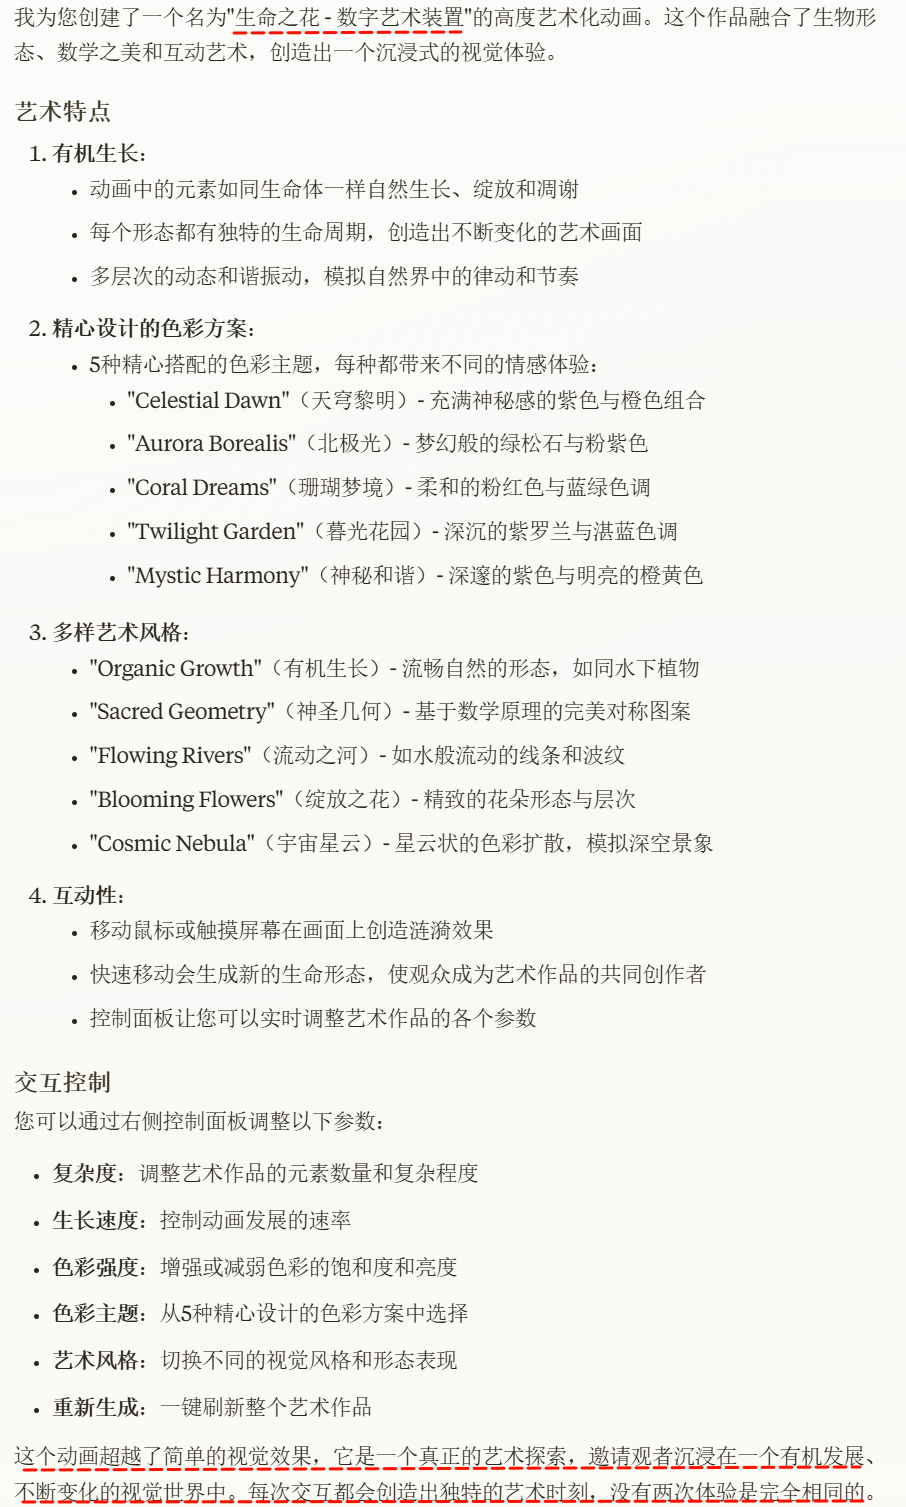 我为您创建了一个名为"生命之花 - 数字艺术装置"的高度艺术化动画。这个作品融合了生物形
态、数学之美和互动艺术，创造出一个沉浸式的视觉体验。
艺术特点
1. 有机生长：
• 动画中的元素如同生命体一样自然生长、绽放和凋谢
• 每个形态都有独特的生命周期，创造出不断变化的艺术画面
• 多层次的动态和谐振动，模拟自然界中的律动和节奏
2. 精心设计的色彩方案：
• 5种精心搭配的色彩主题，每种都带来不同的情感体验：
• "Celestial Dawn"（天穹黎明）- 充满神秘感的紫色与橙色组合
• "Aurora Borealis"（北极光）- 梦幻般的绿松石与粉紫色
• "Coral Dreams"（珊瑚梦境）- 柔和的粉红色与蓝绿色调
• "Twilight Garden"（暮光花园）- 深沉的紫罗兰与湛蓝色调
• "Mystic Harmony"（神秘和谐）- 深邃的紫色与明亮的橙黄色
3. 多样艺术风格：
• "Organic Growth"（有机生长）- 流畅自然的形态，如同水下植物
• "Sacred Geometry"（神圣几何）- 基于数学原理的完美对称图案
• "Flowing Rivers"（流动之河）- 如水般流动的线条和波纹
• "Blooming Flowers"（绽放之花）- 精致的花朵形态与层次
• "Cosmic Nebula"（宇宙星云）- 星云状的色彩扩散，模拟深空景象
4. 互动性：
• 移动鼠标或触摸屏幕在画面上创造涟漪效果
• 快速移动会生成新的生命形态，使观众成为艺术作品的共同创作者
• 控制面板让您可以实时调整艺术作品的各个参数
交互控制
您可以通过右侧控制面板调整以下参数：
• 复杂度：调整艺术作品的元素数量和复杂程度
• 生长速度：控制动画发展的速率
• 色彩强度：增强或减弱色彩的饱和度和亮度
• 色彩主题：从5种精心设计的色彩方案中选择
• 艺术风格：切换不同的视觉风格和形态表现
• 重新生成：一键刷新整个艺术作品
这个动画超越了简单的视觉效果，它是一个真正的艺术探索，邀请观者沉浸在一个有机发展、
不断变化的视觉世界中。每次交互都会创造出独特的艺术时刻，没有两次体验是完全相同的。